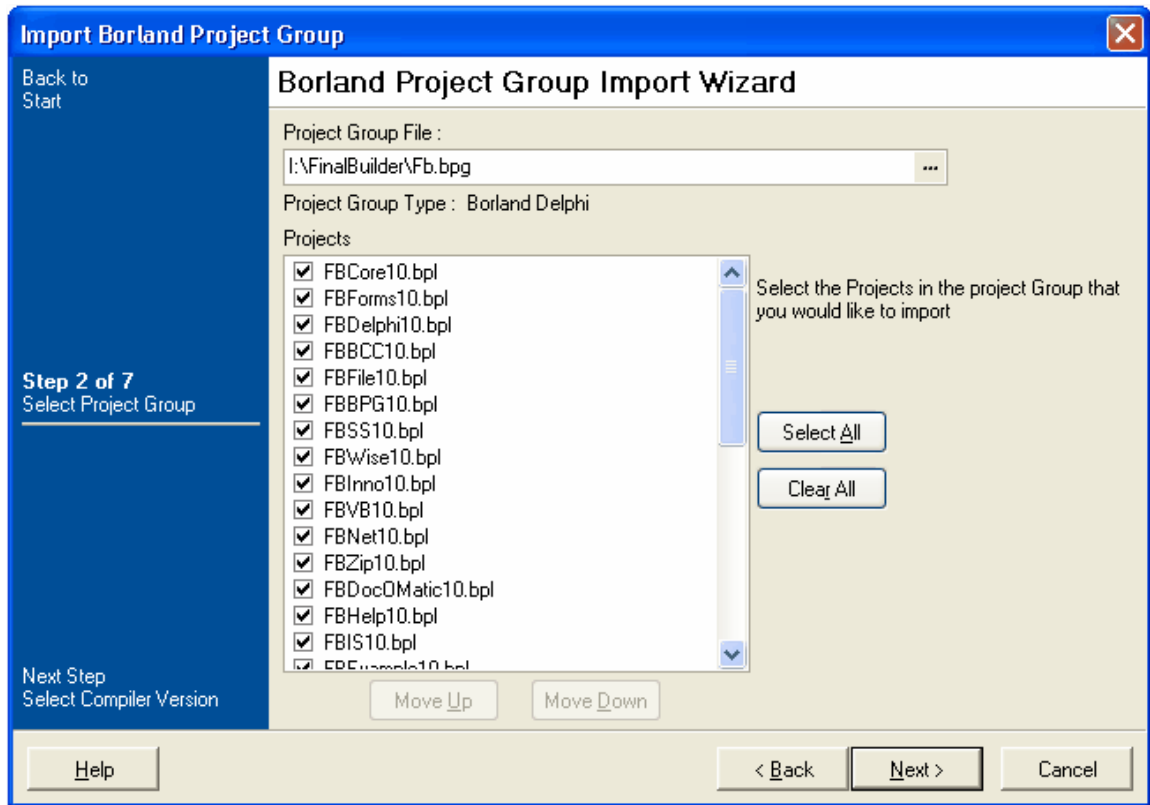 Import Borland Project Group
Back to
Start
Borland Project Group Import Wizard
Project Group File :
I:\FinalBuilder\Fb.bpg
...
Project Group Type : Borland Delphi
Projects
FBCore10.bpl
FBForms10.bpl
FBDelphi10.bpl
FBBCC10.bpl
FBFile10.bpl
FBBPG10.bpl
FBSS10.bpl
FBWise10.bpl
FBInno10.bpl
FBVB10.bpl
FBNet10.bpl
FBZip10.bpl
FBDocOMatic10.bpl
FBHelp10.bpl
FBIS10.bpl
FBExample10.bpl
Select the Projects in the project Group that
you would like to import
Step 2 of 7
Select Project Group
Select All
Clear All
Next Step
Select Compiler Version
Move Up
Move Down
Help
< Back
Next >
Cancel